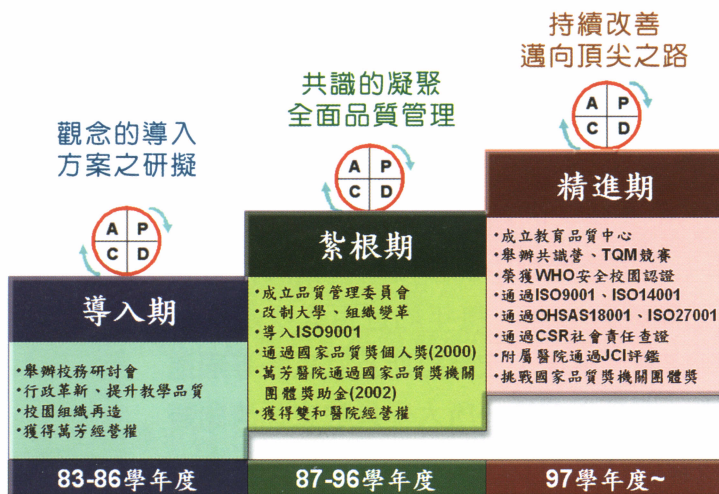 觀念的導入
方案之研擬
A P
C D
導入期
・舉辦校務研討會
・行政革新、提升教學品質
・校園組織再造
・獲得萬芳經營權
83-86學年度
共識的凝聚
全面品質管理
A P
C D
紮根期
・成立品質管理委員會
・改制大學、組織變革
・導入ISO9001
・通過國家品質獎個人獎(2000)
・萬芳醫院通過國家品質獎機關
團體獎助金(2002)
・獲得雙和醫院經營權
87-96學年度
持續改善
邁向頂尖之路
A P
C D
精進期
・成立教育品質中心
・舉辦共識營、TQM競賽
・榮獲WHO安全校園認證
・通過ISO9001、ISO14001
・通過OHSAS18001、ISO27001
・通過CSR社會責任查證
・附屬醫院通過JCI評鑑
・挑戰國家品質獎機關團體獎
97學年度~